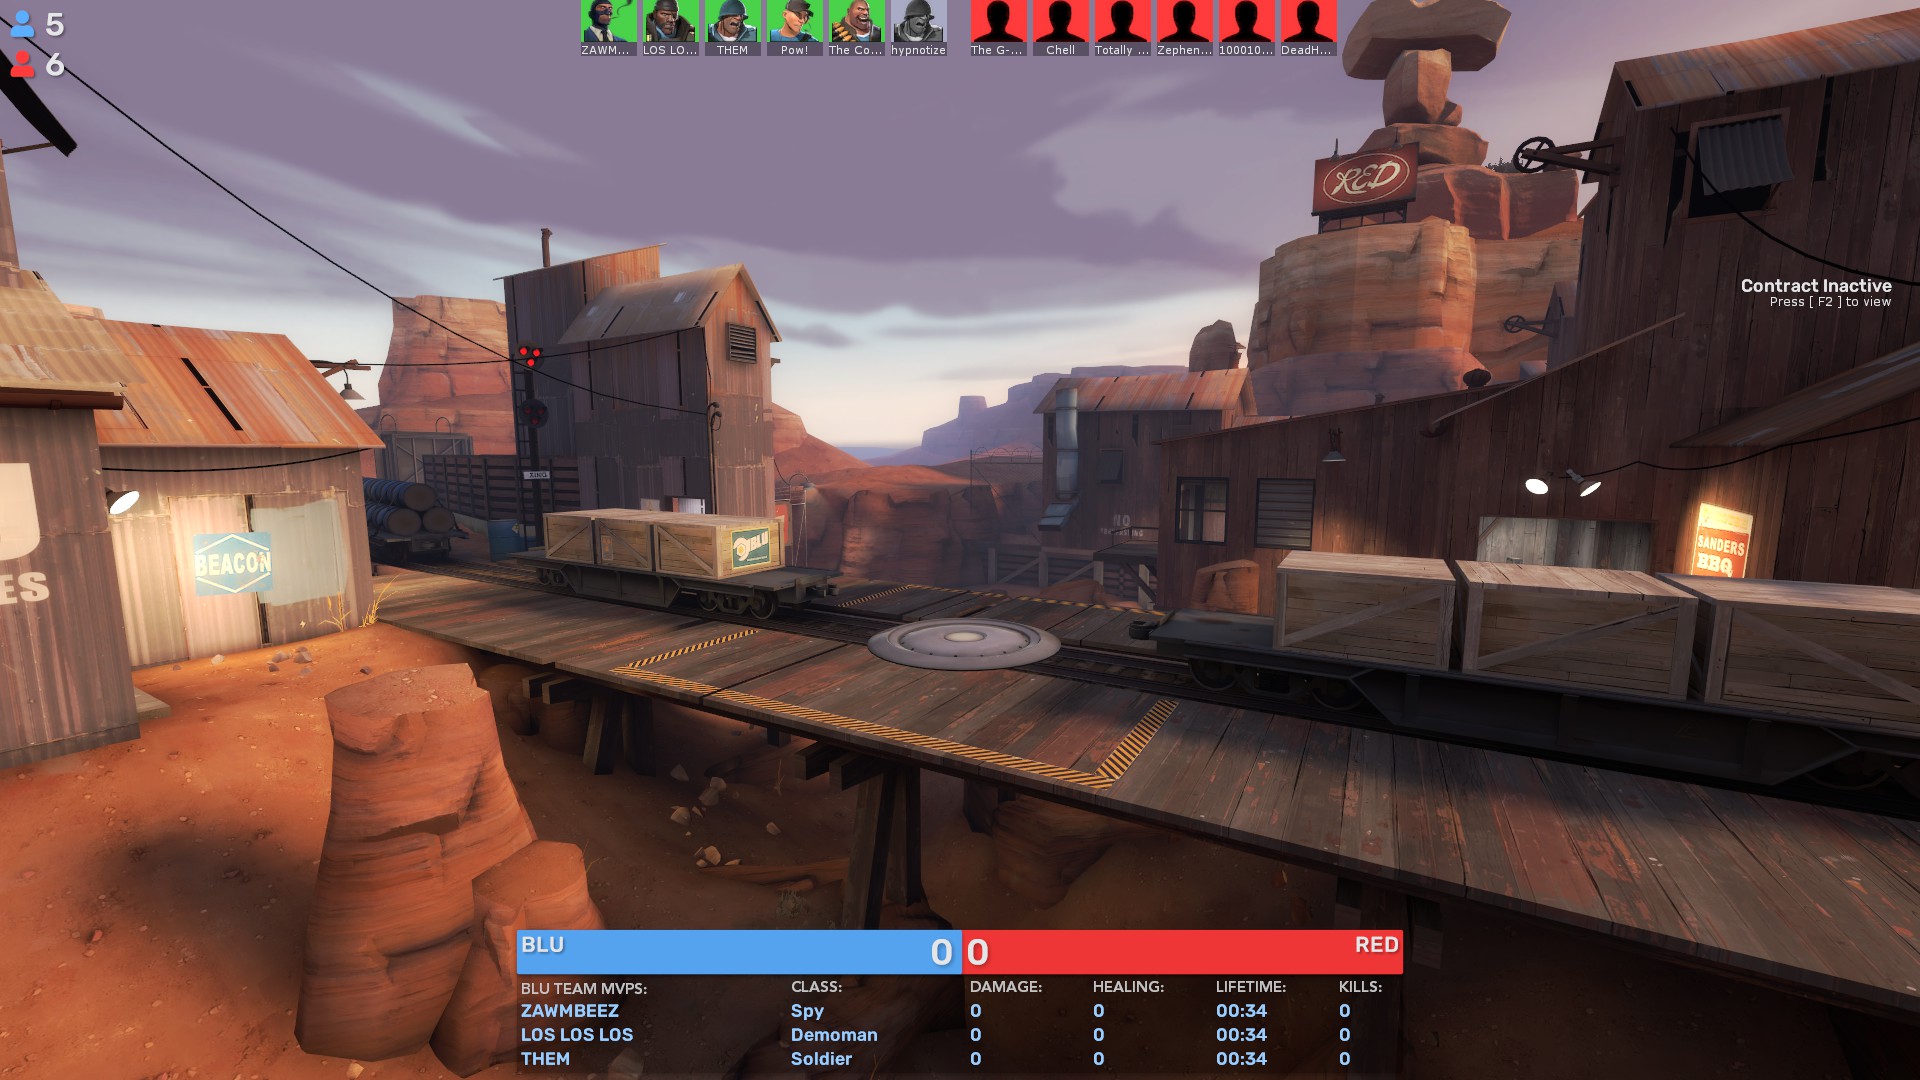 5
6
ZAWM...
LOS LO...
THEM
Pow!
The Co...
hypnotize
The G-...
Chell
Totally ...
Zephen...
100010...
DeadH...
RED
Contract Inactive
Press [ F2 ] to view
BEACON
ES
BLU
SANDERS
BBQ
BLU
0
0
RED
BLU TEAM MVPS:
CLASS:
DAMAGE:
HEALING:
LIFETIME:
KILLS:
ZAWMBEEZ
Spy
0
0
00:34
0
LOS LOS LOS
Demoman
0
0
00:34
0
THEM
Soldier
0
0
00:34
0